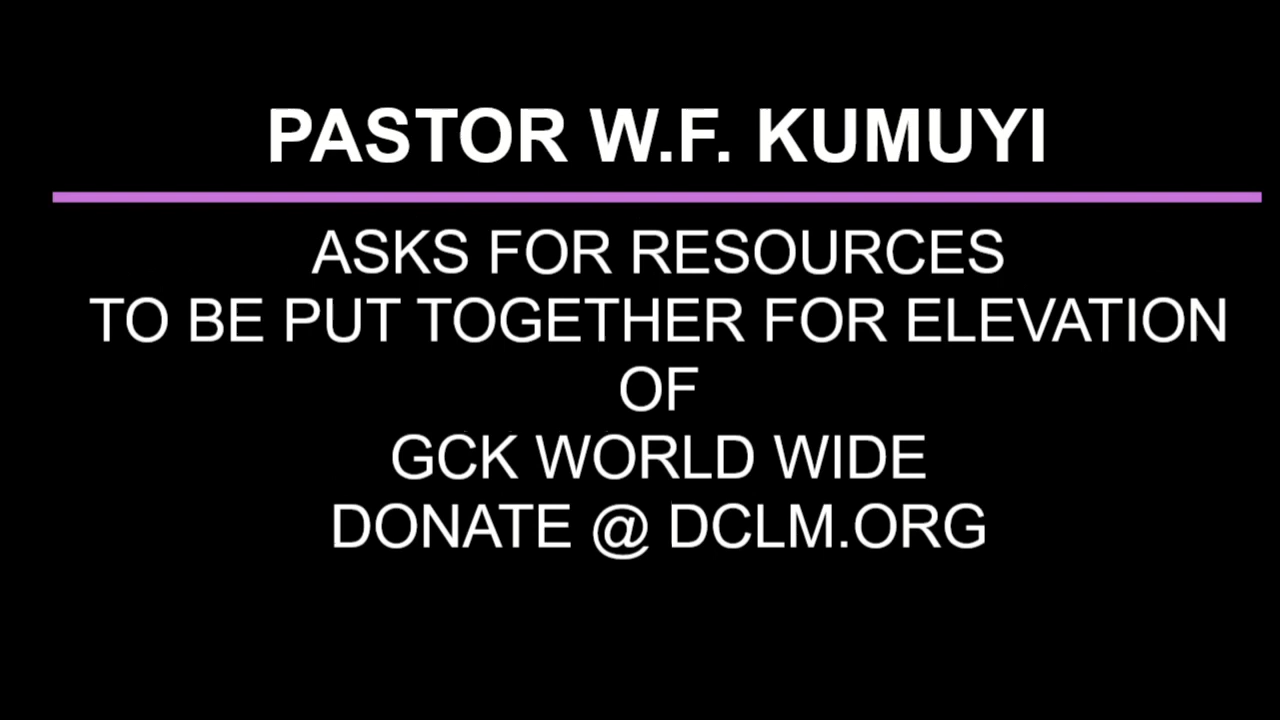 PASTOR W.F. KUMUYI
ASKS FOR RESOURCES
TO BE PUT TOGETHER FOR ELEVATION
OF
GCK WORLD WIDE
DONATE @ DCLM.ORG